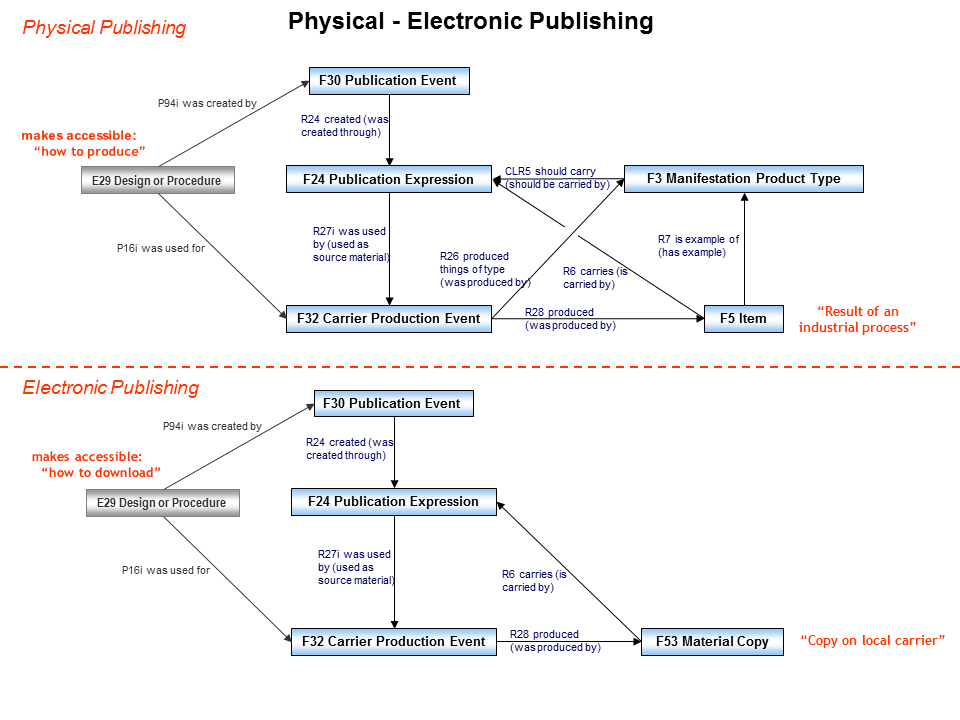 Physical - Electronic Publishing
Physical Publishing
F30 Publication Event
P94i was created by
R24 created (was
created through)
makes accessible:
“how to produce”
E29 Design or Procedure
F24 Publication Expression
CLR5 should carry
(should be carried by)
F3 Manifestation Product Type
P16i was used for
R27i was used
by (used as
source material)
R26 produced
things of type
(was produced by)
R6 carries (is
carried by)
R7 is example of
(has example)
F32 Carrier Production Event
R28 produced
(was produced by)
F5 Item
“Result of an
industrial process”
Electronic Publishing
F30 Publication Event
P94i was created by
R24 created (was
created through)
makes accessible:
“how to download”
E29 Design or Procedure
F24 Publication Expression
P16i was used for
R27i was used
by (used as
source material)
R6 carries (is
carried by)
F32 Carrier Production Event
R28 produced
(was produced by)
F53 Material Copy
“Copy on local carrier”